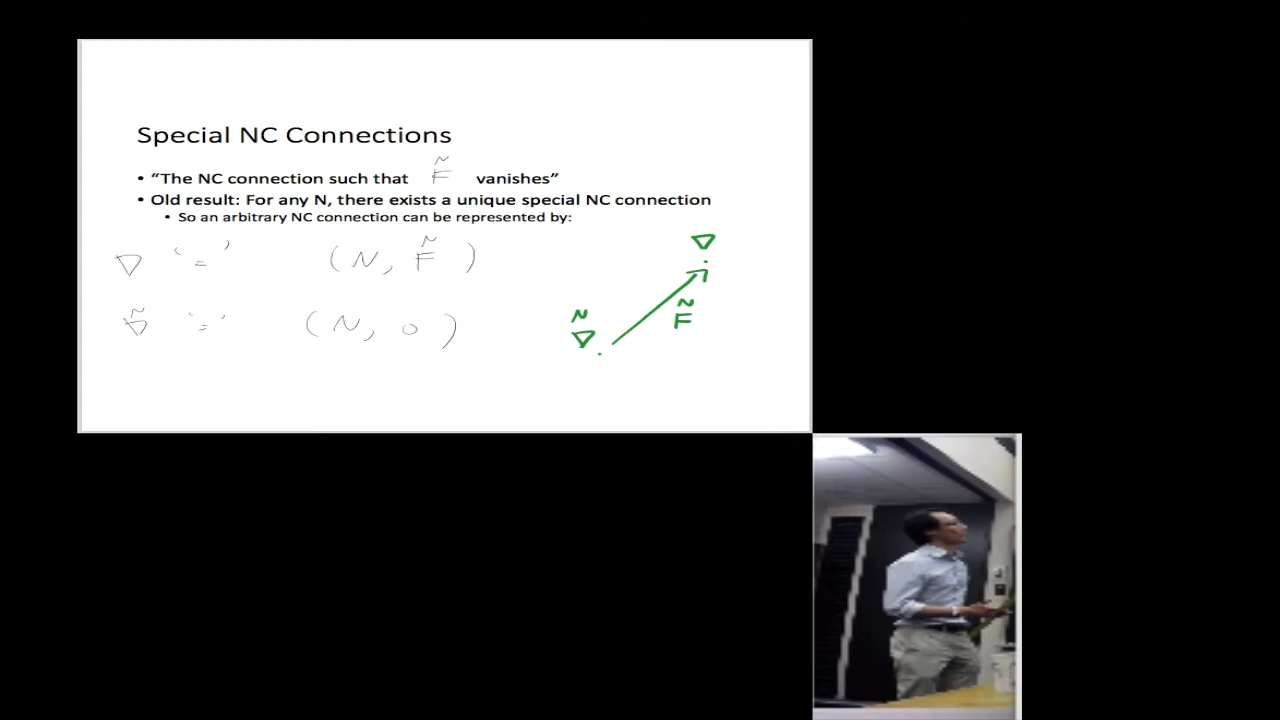 Special NC Connections
• “The NC connection such that F̃ vanishes”
• Old result: For any N, there exists a unique special NC connection
• So an arbitrary NC connection can be represented by:
∇ ‘=’ (N, F̃)
∇̃ ‘=’ (N, 0)
∇
F̃
∇̃